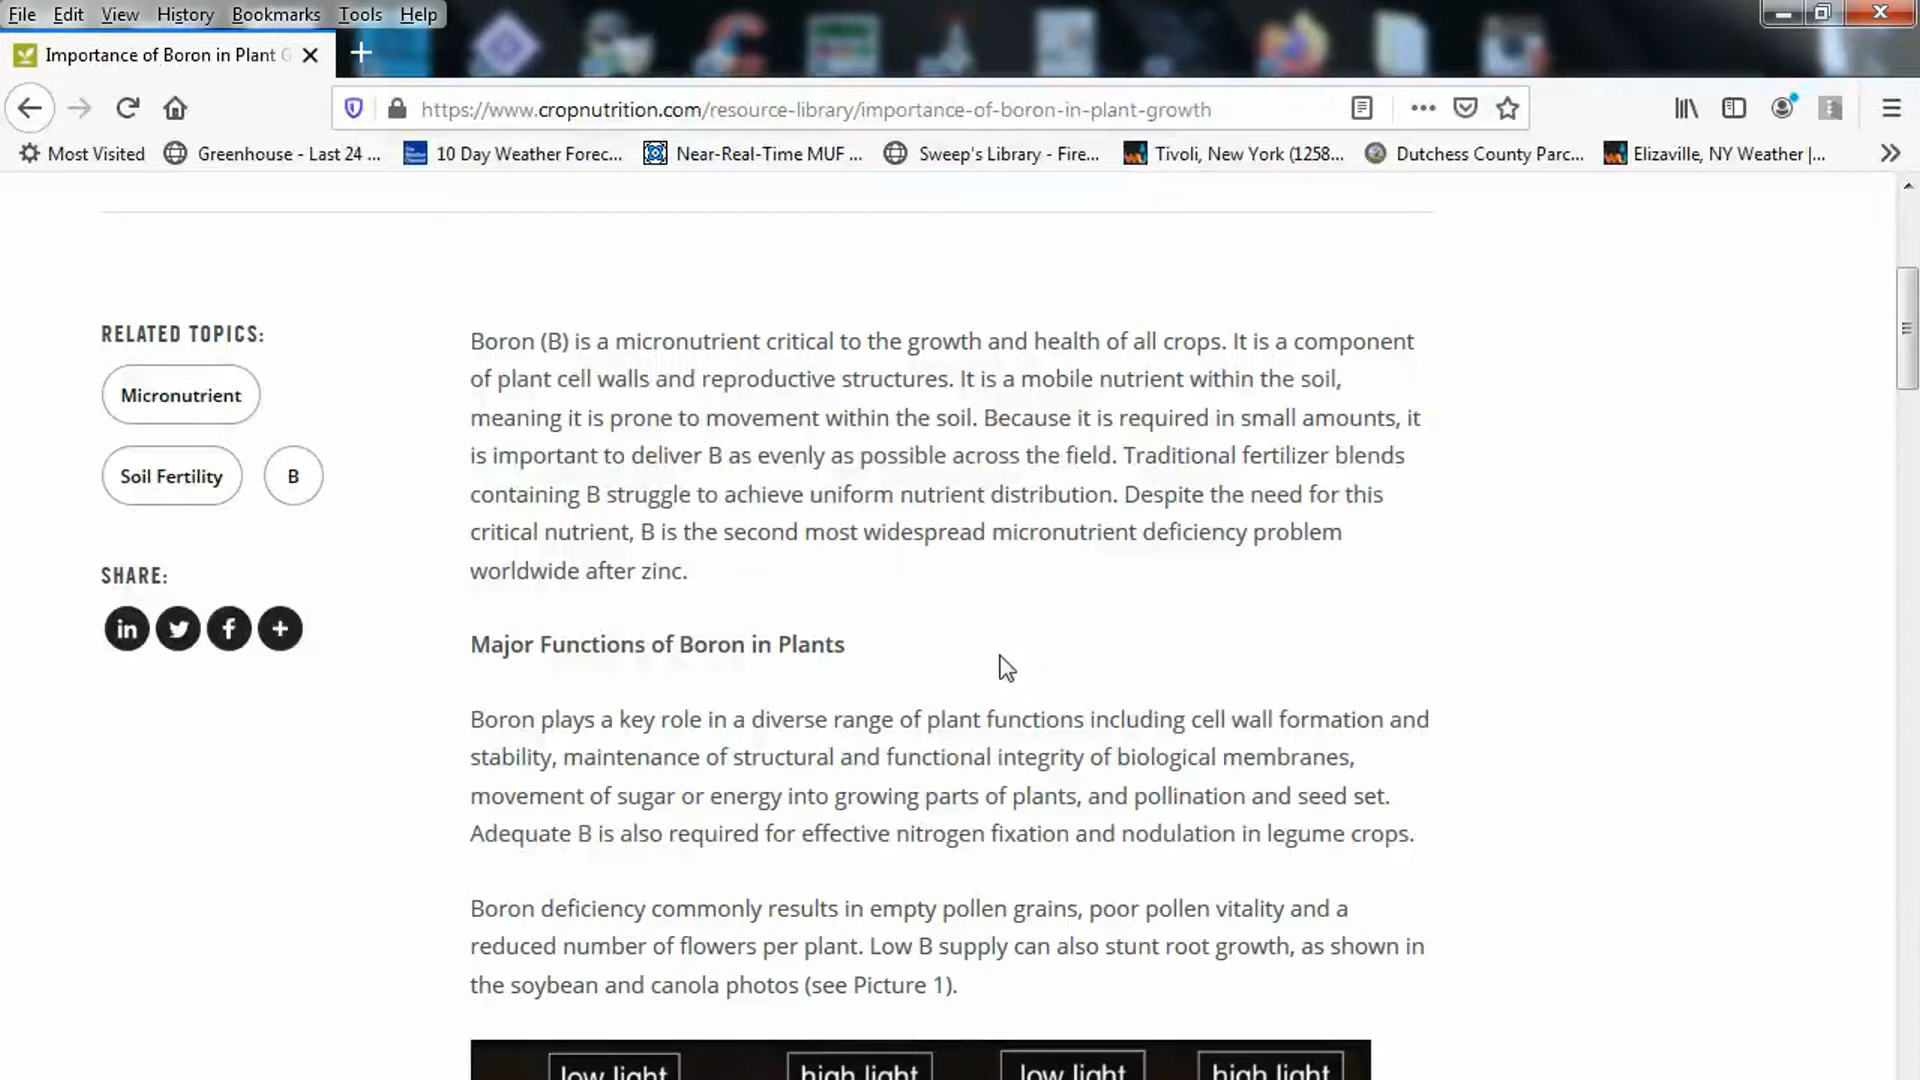 File Edit View History Bookmarks Tools Help
Importance of Boron in Plant G
https://www.cropnutrition.com/resource-library/importance-of-boron-in-plant-growth
Most Visited Greenhouse - Last 24 ... 10 Day Weather Forec... Near-Real-Time MUF ... Sweep's Library - Fire... Tivoli, New York (1258... Dutchess County Parc... Elizaville, NY Weather |...
RELATED TOPICS:
Micronutrient
Soil Fertility B
SHARE:
Boron (B) is a micronutrient critical to the growth and health of all crops. It is a component
of plant cell walls and reproductive structures. It is a mobile nutrient within the soil,
meaning it is prone to movement within the soil. Because it is required in small amounts, it
is important to deliver B as evenly as possible across the field. Traditional fertilizer blends
containing B struggle to achieve uniform nutrient distribution. Despite the need for this
critical nutrient, B is the second most widespread micronutrient deficiency problem
worldwide after zinc.
Major Functions of Boron in Plants
Boron plays a key role in a diverse range of plant functions including cell wall formation and
stability, maintenance of structural and functional integrity of biological membranes,
movement of sugar or energy into growing parts of plants, and pollination and seed set.
Adequate B is also required for effective nitrogen fixation and nodulation in legume crops.
Boron deficiency commonly results in empty pollen grains, poor pollen vitality and a
reduced number of flowers per plant. Low B supply can also stunt root growth, as shown in
the soybean and canola photos (see Picture 1).
low light high light low light high light